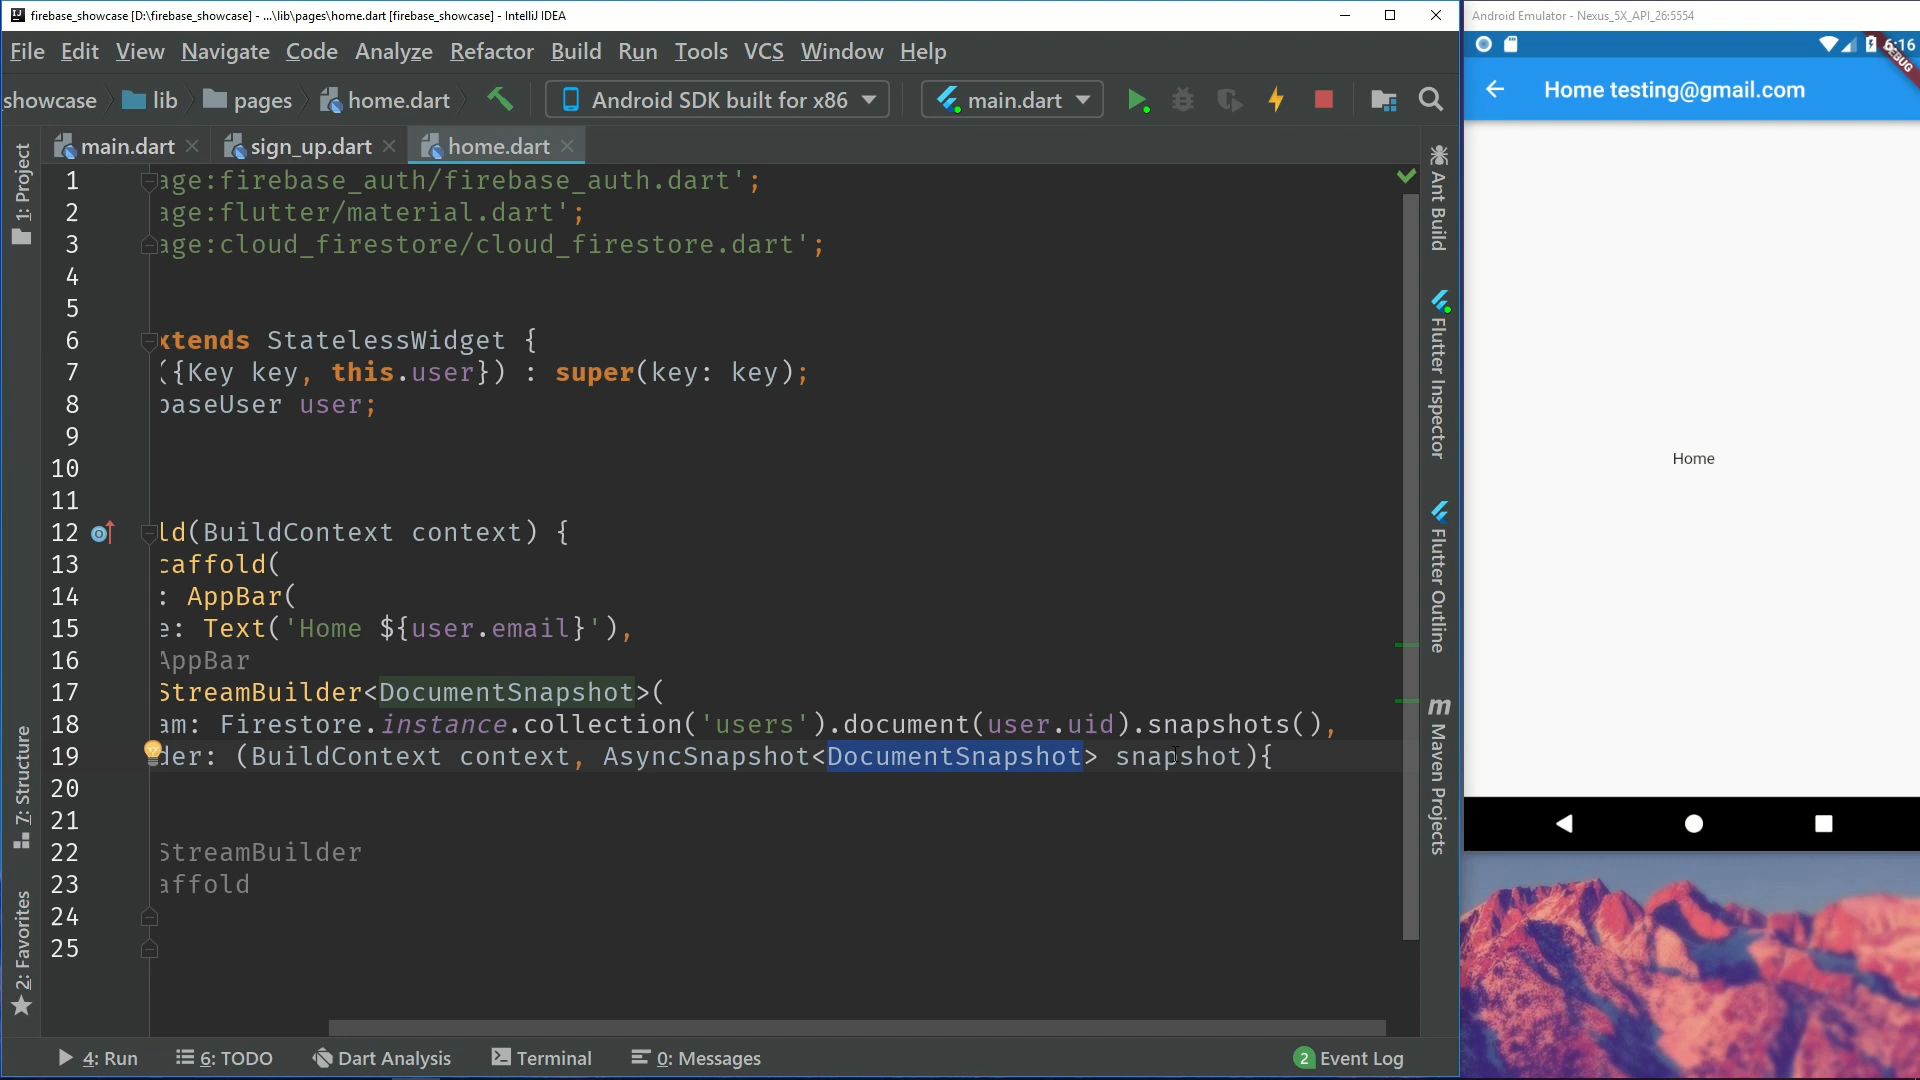 firebase_showcase [D:\firebase_showcase] - ...\lib\pages\home.dart [firebase_showcase] - IntelliJ IDEA
File Edit View Navigate Code Analyze Refactor Build Run Tools VCS Window Help
showcase lib pages home.dart Android SDK built for x86 main.dart
main.dart sign_up.dart home.dart
1: Project
7: Structure
2: Favorites
1 age:firebase_auth/firebase_auth.dart';
2 age:flutter/material.dart';
3 age:cloud_firestore/cloud_firestore.dart';
4
5
6 xtends StatelessWidget {
7 ({Key key, this.user}) : super(key: key);
8 baseUser user;
9
10
11
12 ld(BuildContext context) {
13 caffold(
14 : AppBar(
15 e: Text('Home ${user.email}'),
16 AppBar
17 StreamBuilder<DocumentSnapshot>(
18 am: Firestore.instance.collection('users').document(user.uid).snapshots(),
19 der: (BuildContext context, AsyncSnapshot<DocumentSnapshot> snapshot){
20
21
22 StreamBuilder
23 affold
24
25
Ant Build
Flutter Inspector
Flutter Outline
m Maven Projects
4: Run 6: TODO Dart Analysis Terminal 0: Messages 2 Event Log
Android Emulator - Nexus_5X_API_26:5554
6:16
DEBUG
Home testing@gmail.com
Home